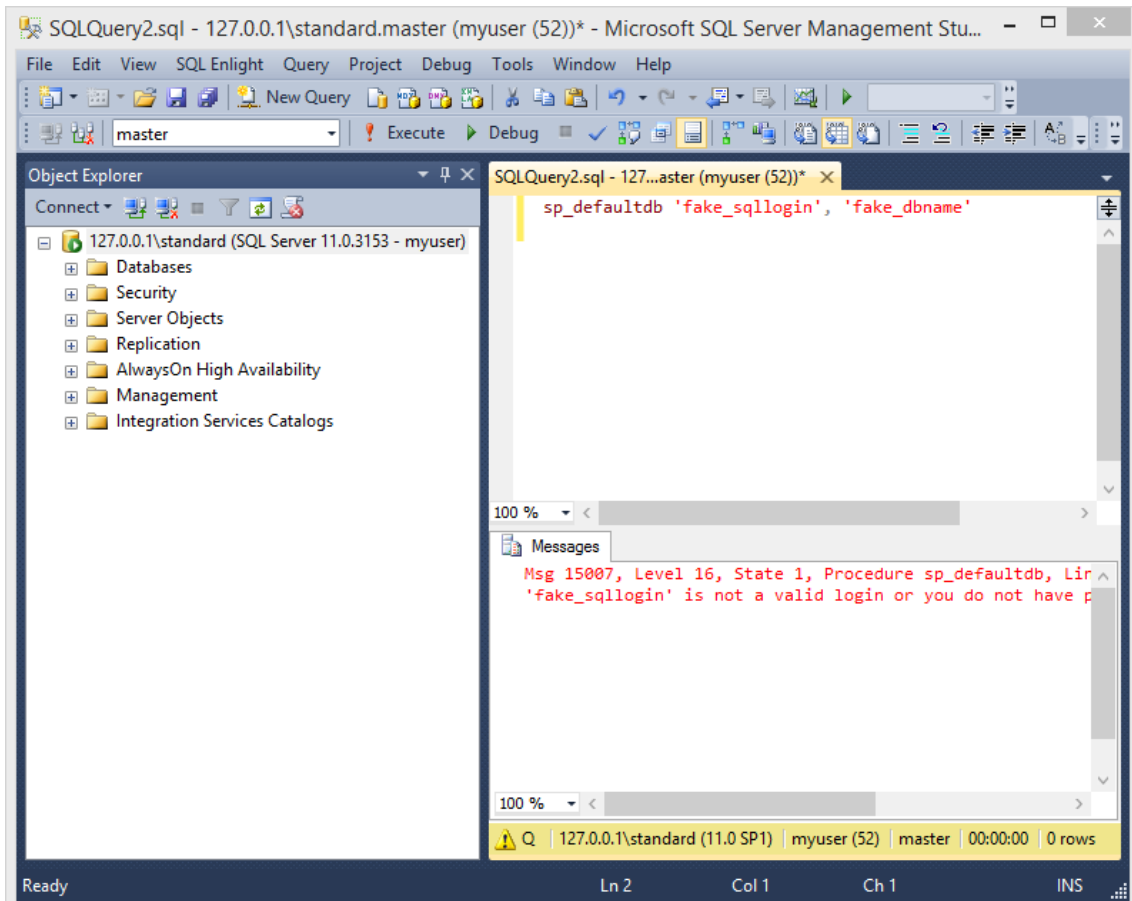 SQLQuery2.sql - 127.0.0.1\standard.master (myuser (52))* - Microsoft SQL Server Management Stu...
File Edit View SQL Enlight Query Project Debug Tools Window Help
New Query
master Execute Debug
Object Explorer
Connect
127.0.0.1\standard (SQL Server 11.0.3153 - myuser)
Databases
Security
Server Objects
Replication
AlwaysOn High Availability
Management
Integration Services Catalogs
SQLQuery2.sql - 127...aster (myuser (52))*
sp_defaultdb 'fake_sqllogin', 'fake_dbname'
100 %
Messages
Msg 15007, Level 16, State 1, Procedure sp_defaultdb,
'fake_sqllogin' is not a valid login or you do not have
100 %
Q 127.0.0.1\standard (11.0 SP1) myuser (52) master 00:00:00 0 rows
Ready Ln 2 Col 1 Ch 1 INS